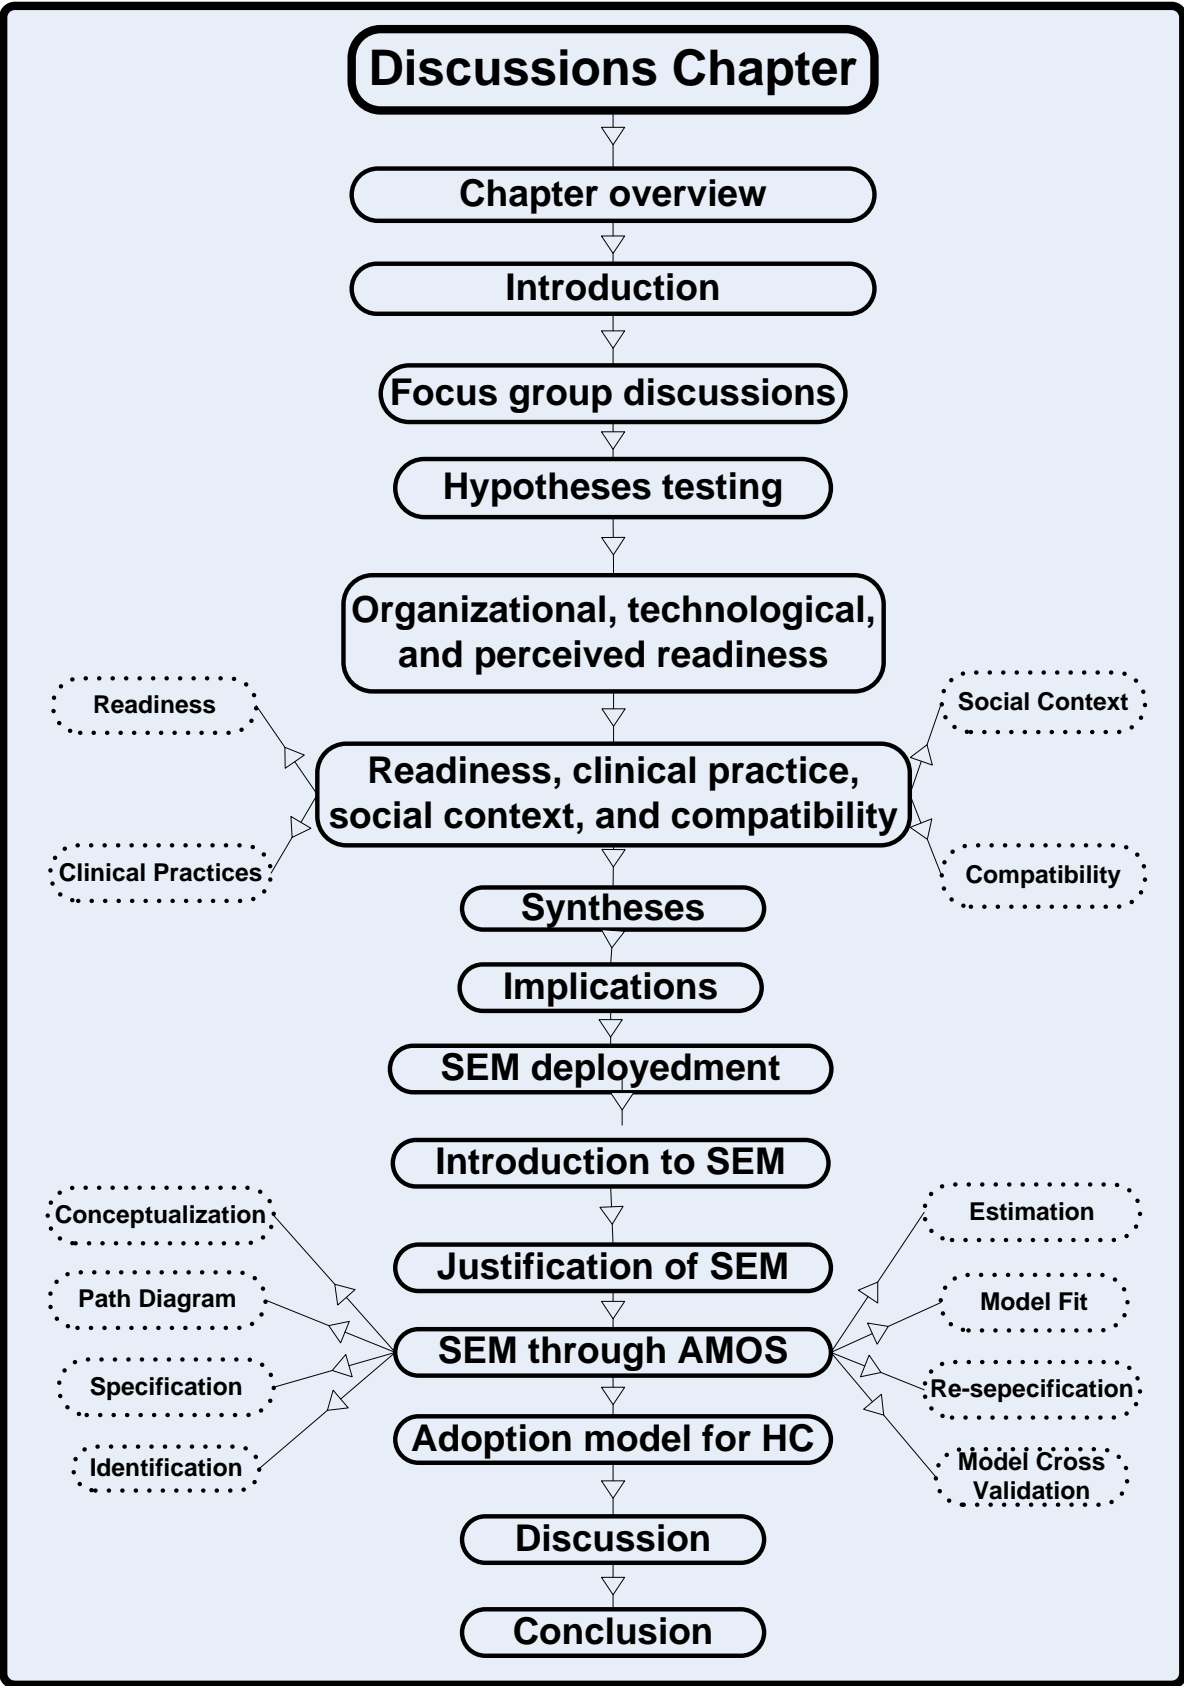 Discussions Chapter
Chapter overview
Introduction
Focus group discussions
Hypotheses testing
Organizational, technological,
and perceived readiness
Readiness
Social Context
Readiness, clinical practice,
social context, and compatibility
Clinical Practices
Compatibility
Syntheses
Implications
SEM deployedment
Introduction to SEM
Conceptualization
Estimation
Justification of SEM
Path Diagram
Model Fit
SEM through AMOS
Specification
Re-sepecification
Adoption model for HC
Identification
Model Cross
Validation
Discussion
Conclusion